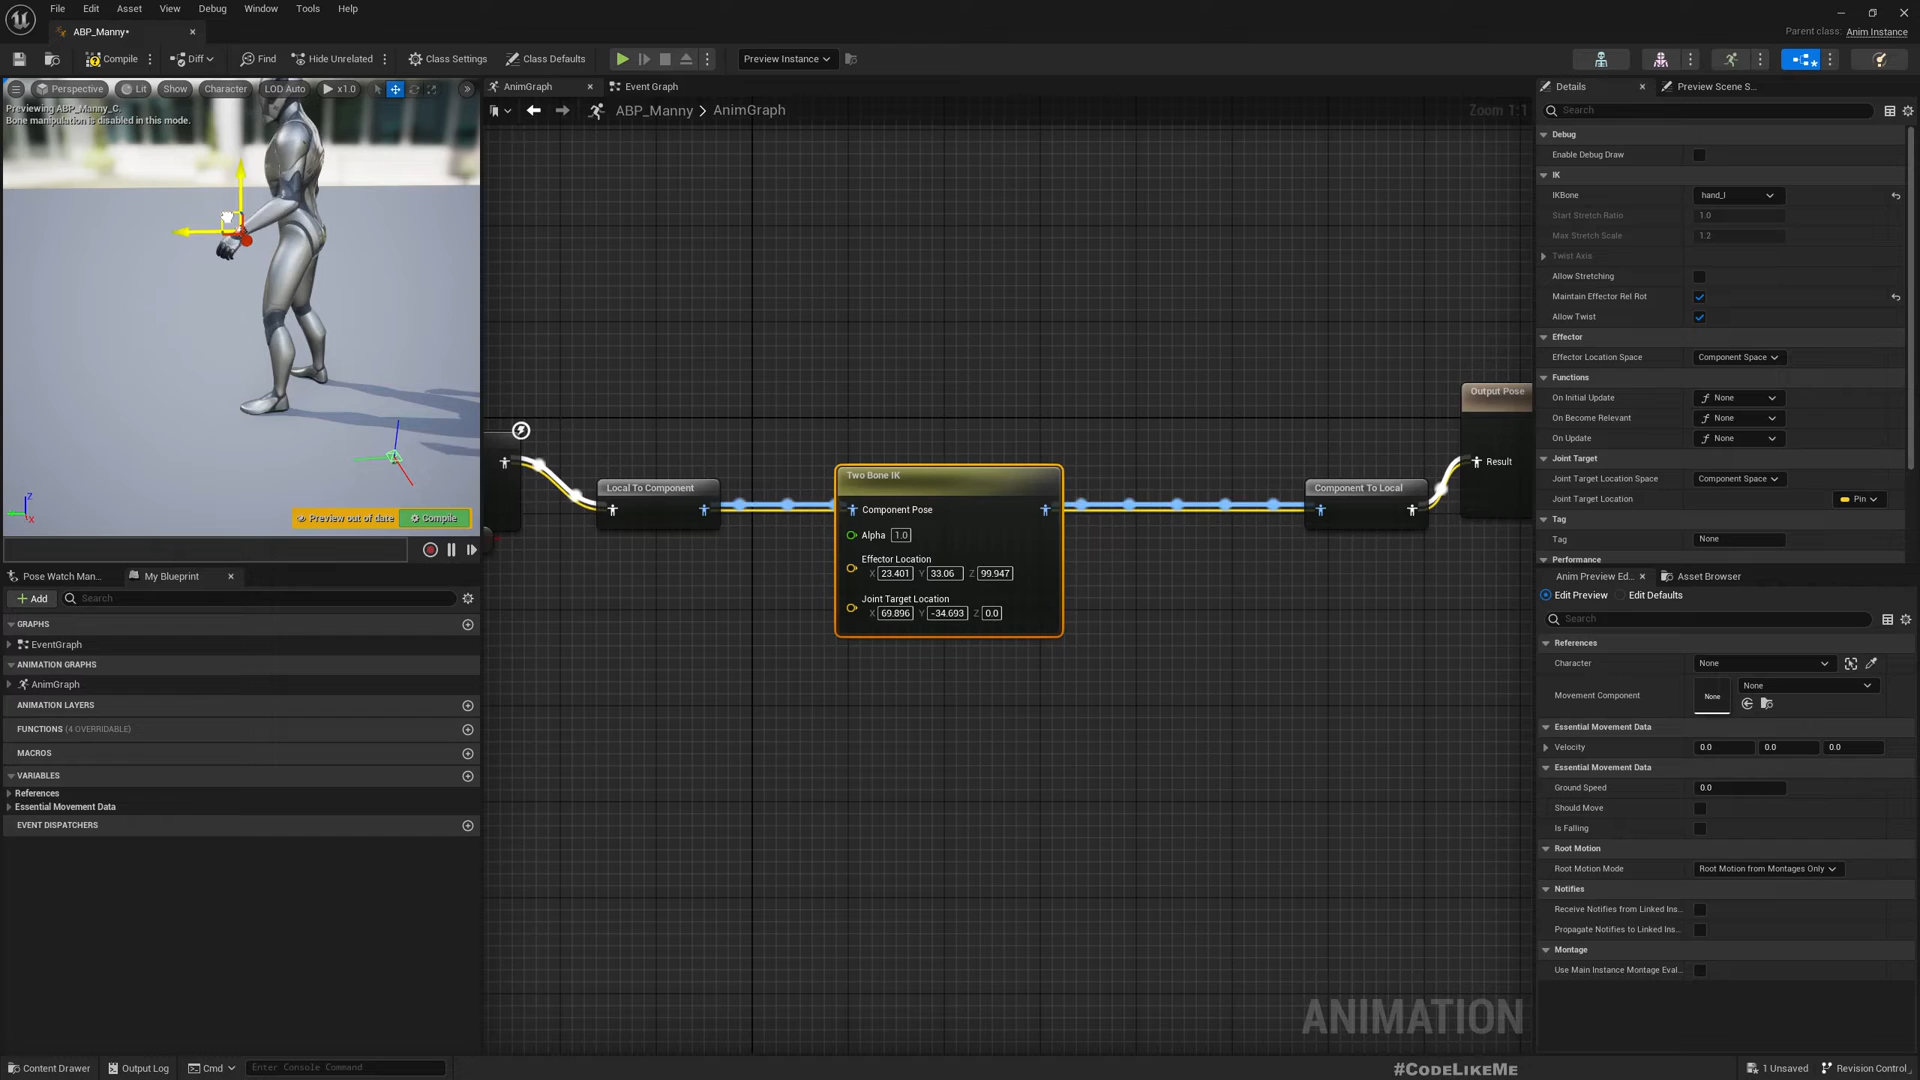 File Edit Asset View Debug Window Tools Help
ABP_Manny•
Parent class: Anim Instance
Compile Diff Find Hide Unrelated Class Settings Class Defaults Preview Instance
Perspective Lit Show Character LOD Auto x1.0
Previewing ABP_Manny_C.
Bone manipulation is disabled in this mode.
Z
X
Preview out of date Compile
Pose Watch Man... My Blueprint
Add Search
GRAPHS
EventGraph
ANIMATION GRAPHS
AnimGraph
ANIMATION LAYERS
FUNCTIONS (4 OVERRIDABLE)
MACROS
VARIABLES
References
Essential Movement Data
EVENT DISPATCHERS
AnimGraph Event Graph
ABP_Manny > AnimGraph Zoom 1:1
Local To Component
Two Bone IK
Component Pose
Alpha 1.0
Effector Location
X 23.401 Y 33.06 Z 99.947
Joint Target Location
X 69.896 Y -34.693 Z 0.0
Component To Local
Output Pose
Result
ANIMATION
Details Preview Scene S...
Search
Debug
Enable Debug Draw
IK
IKBone hand_l
Start Stretch Ratio 1.0
Max Stretch Scale 1.2
Twist Axis
Allow Stretching
Maintain Effector Rel Rot
Allow Twist
Effector
Effector Location Space Component Space
Functions
On Initial Update None
On Become Relevant None
On Update None
Joint Target
Joint Target Location Space Component Space
Joint Target Location Pin
Tag
Tag None
Performance
Anim Preview Ed... Asset Browser
Edit Preview Edit Defaults
Search
References
Character None
Movement Component None None
Essential Movement Data
Velocity 0.0 0.0 0.0
Essential Movement Data
Ground Speed 0.0
Should Move
Is Falling
Root Motion
Root Motion Mode Root Motion from Montages Only
Notifies
Receive Notifies from Linked Ins...
Propagate Notifies to Linked Ins...
Montage
Use Main Instance Montage Eval...
Content Drawer Output Log Cmd Enter Console Command
#CodeLikeMe
1 Unsaved Revision Control